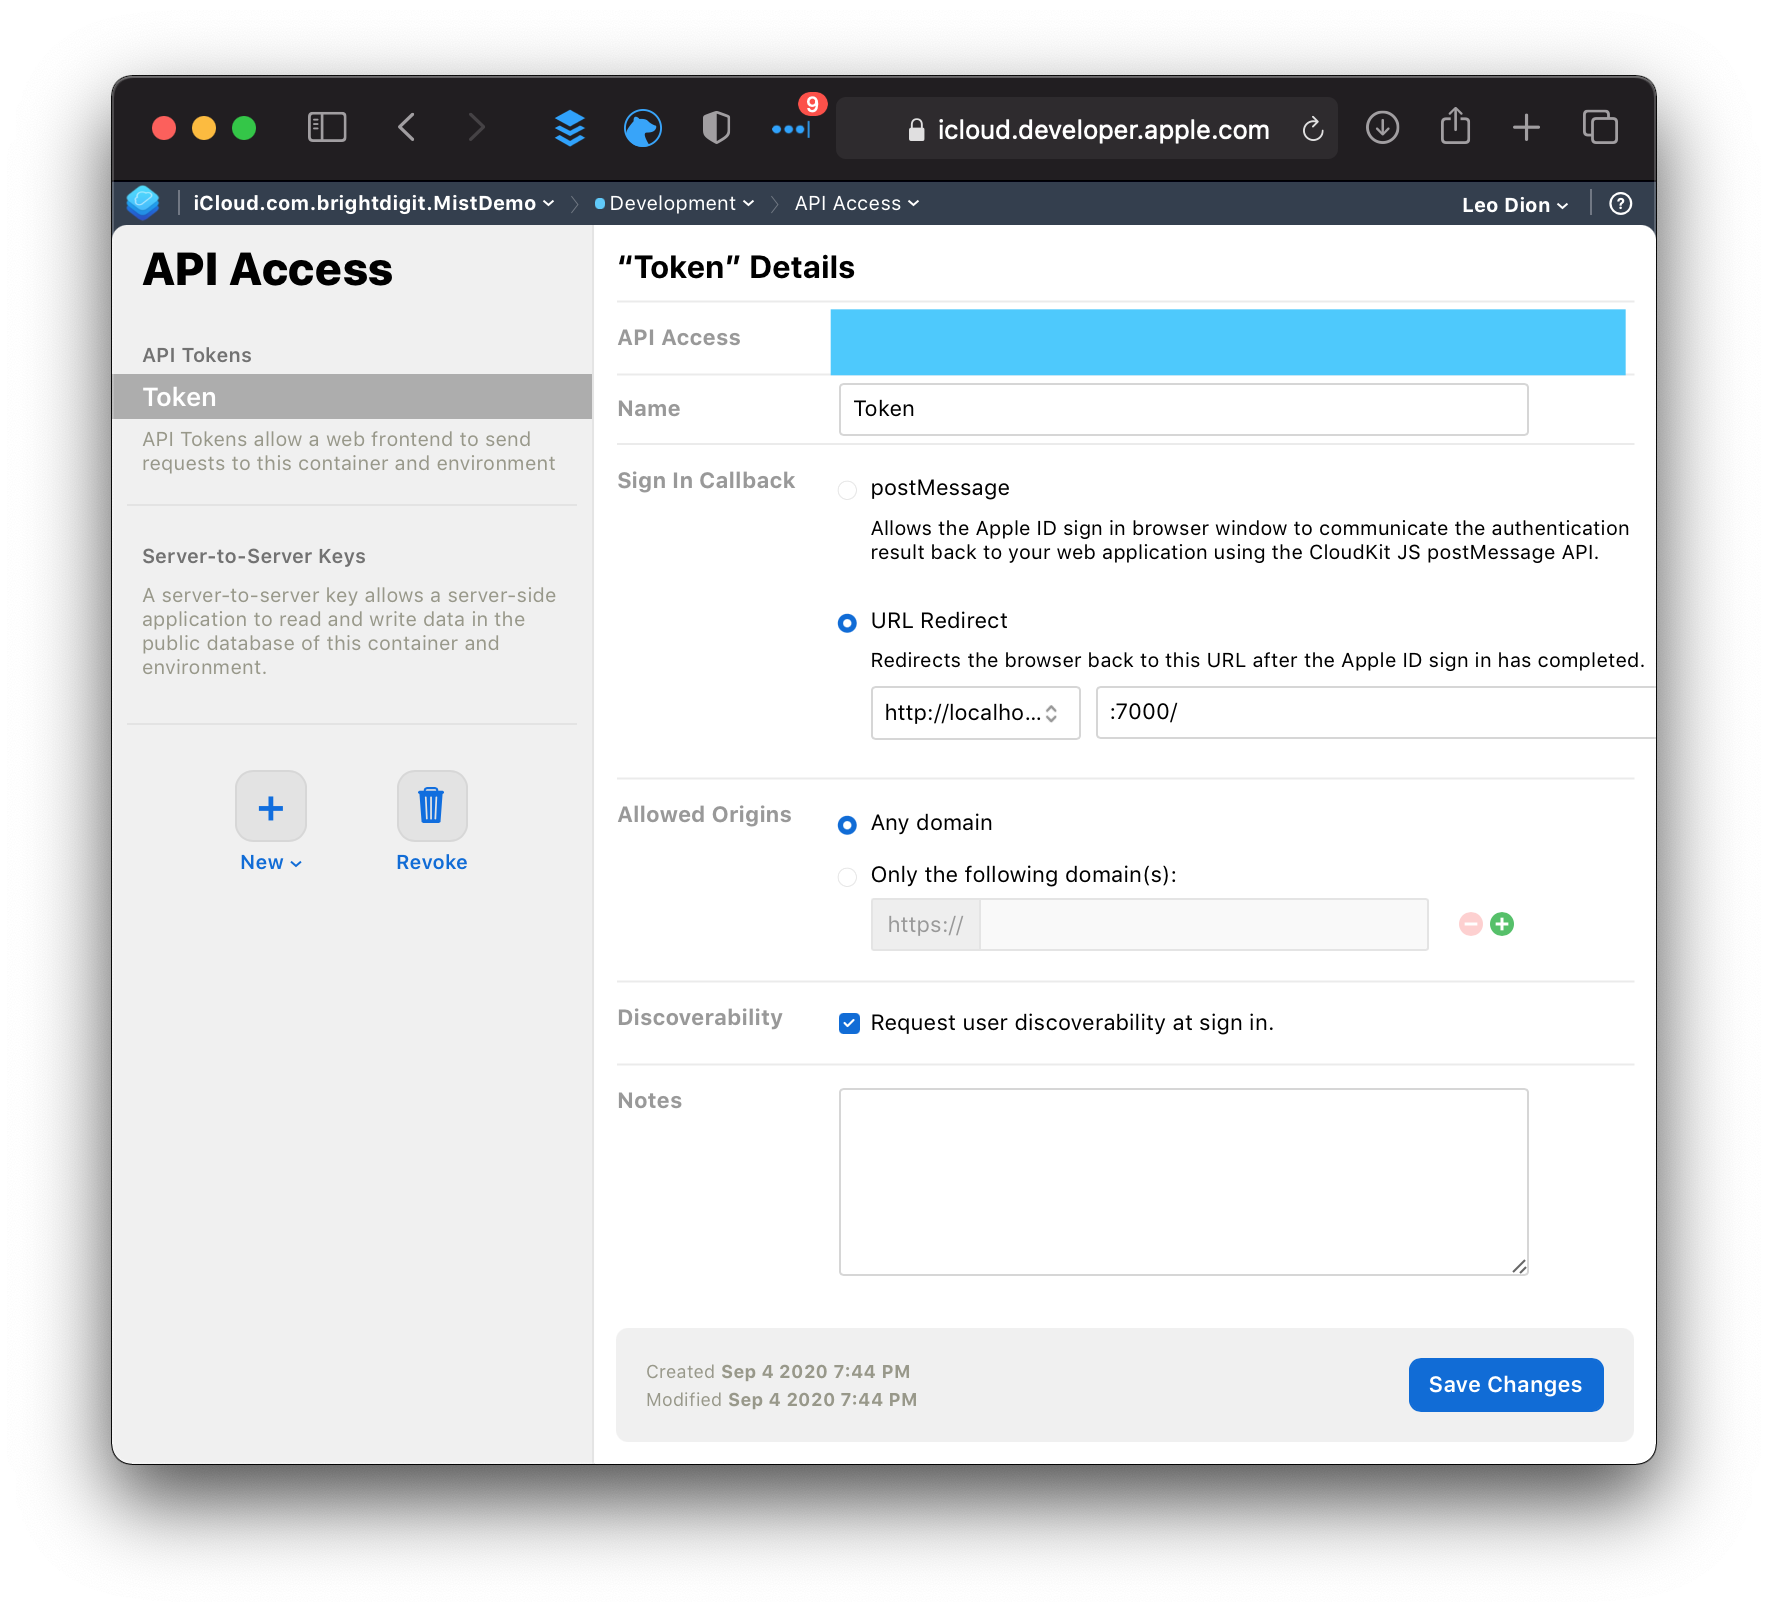 9
icloud.developer.apple.com
iCloud.com.brightdigit.MistDemo
Development
API Access
Leo Dion
?
API Access
API Tokens
Token
API Tokens allow a web frontend to send
requests to this container and environment
Server-to-Server Keys
A server-to-server key allows a server-side
application to read and write data in the
public database of this container and
environment.
New
Revoke
“Token” Details
API Access
Name
Token
Sign In Callback
postMessage
Allows the Apple ID sign in browser window to communicate the authentication
result back to your web application using the CloudKit JS postMessage API.
URL Redirect
Redirects the browser back to this URL after the Apple ID sign in has completed.
http://localho...
:7000/
Allowed Origins
Any domain
Only the following domain(s):
https://
Discoverability
Request user discoverability at sign in.
Notes
Created Sep 4 2020 7:44 PM
Modified Sep 4 2020 7:44 PM
Save Changes